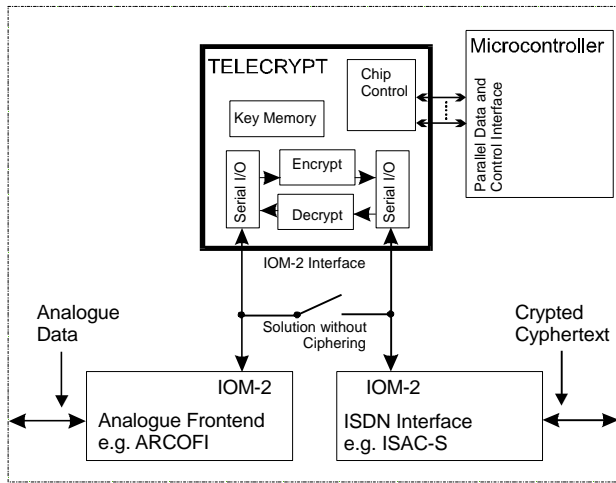 TELECRYPT
Microcontroller
Chip
Control
Parallel Data and
Control Interface
Key Memory
Serial I/O
Encrypt
Decrypt
Serial I/O
IOM-2 Interface
Solution without
Ciphering
Analogue
Data
Crypted
Cyphertext
IOM-2
Analogue Frontend
e.g. ARCOFI
IOM-2
ISDN Interface
e.g. ISAC-S